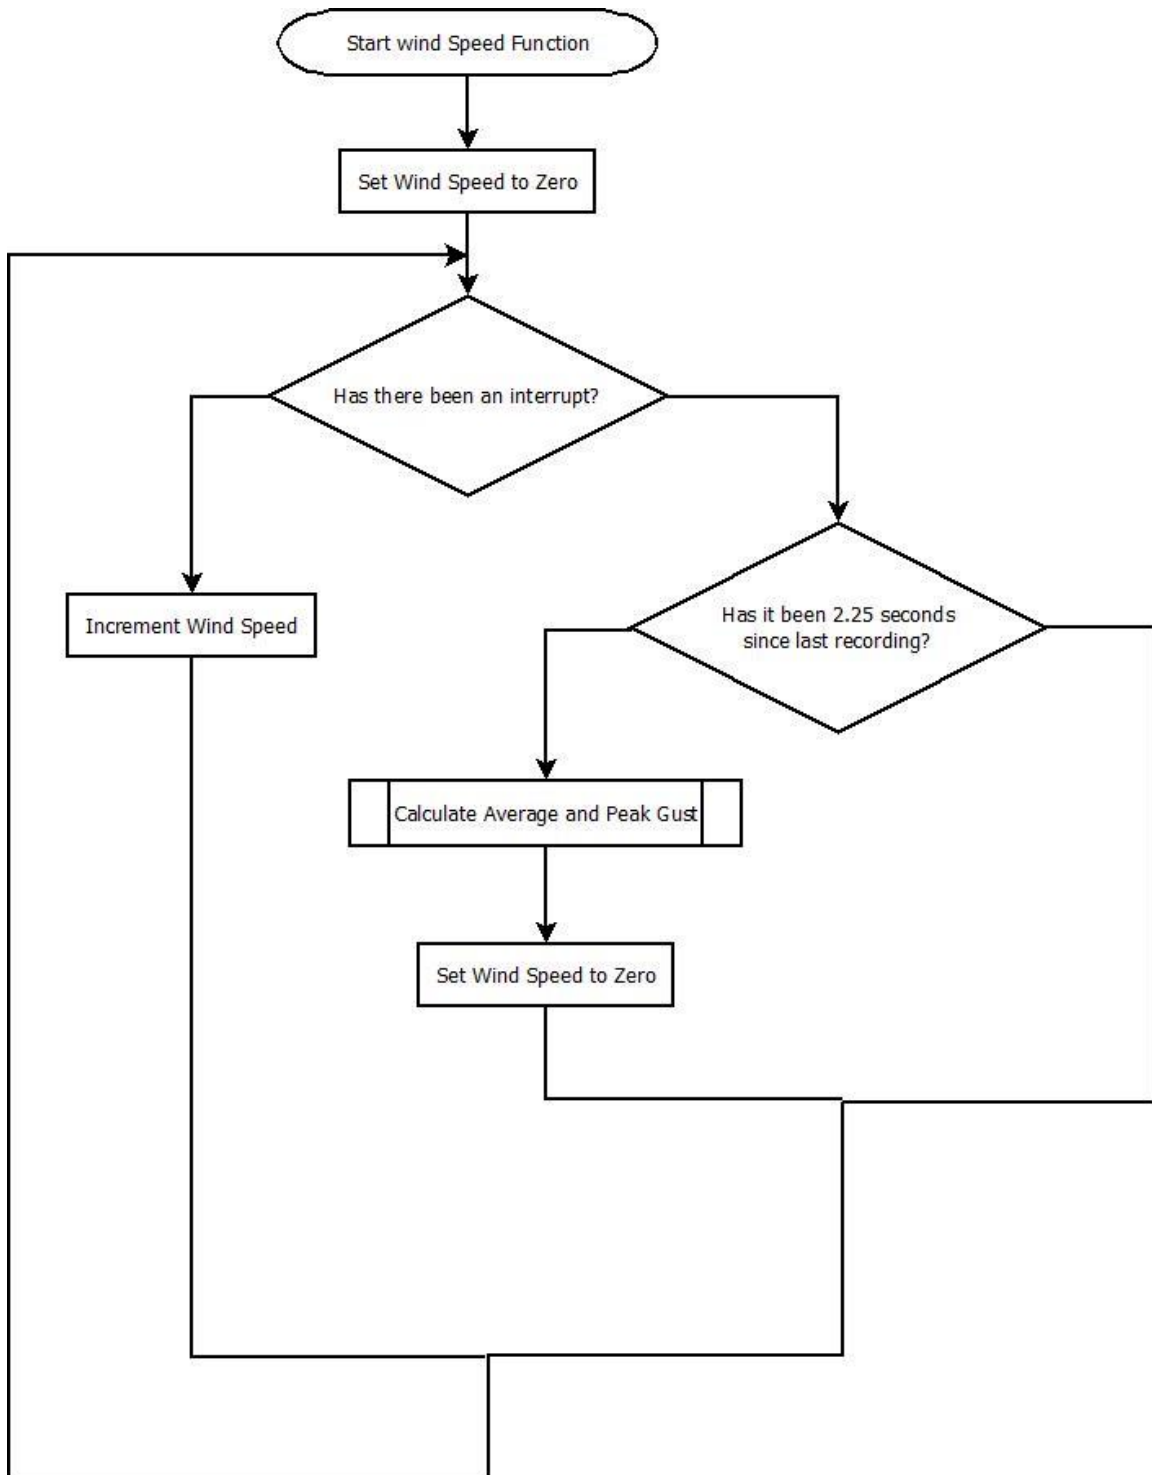 Start wind Speed Function
Set Wind Speed to Zero
Has there been an interrupt?
Increment Wind Speed
Has it been 2.25 seconds
since last recording?
Calculate Average and Peak Gust
Set Wind Speed to Zero